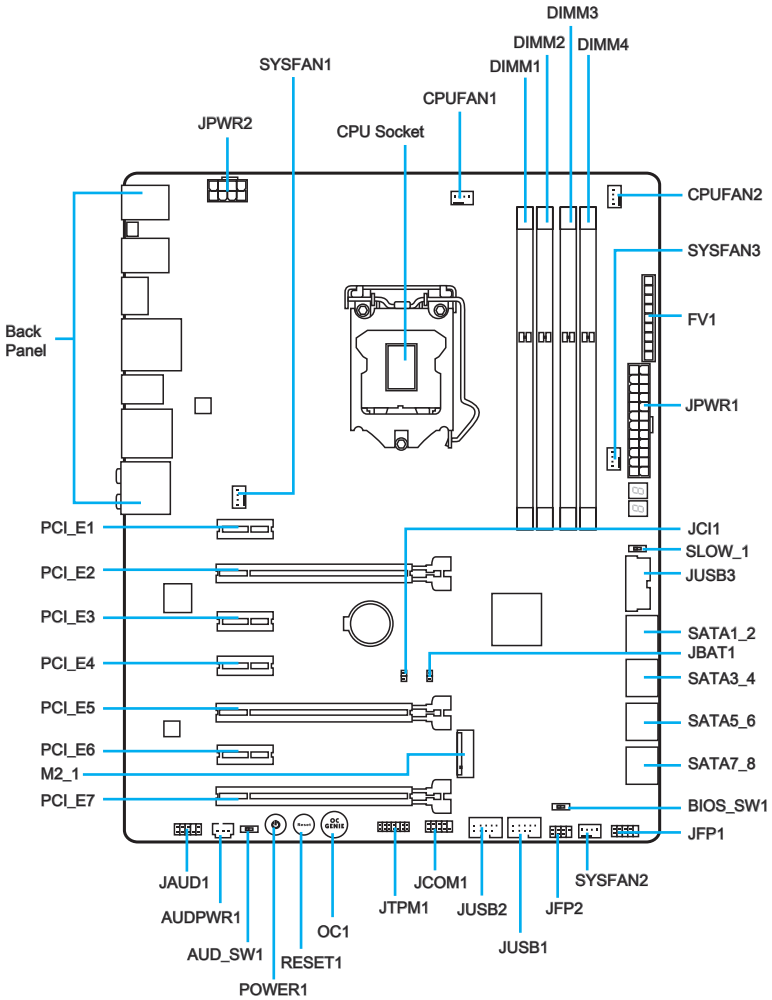 DIMM3
DIMM2
DIMM4
SYSFAN1
DIMM1
CPUFAN1
JPWR2
CPU Socket
CPUFAN2
SYSFAN3
FV1
Back
Panel
JPWR1
PCI_E1
JCI1
SLOW_1
PCI_E2
JUSB3
PCI_E3
SATA1_2
JBAT1
PCI_E4
SATA3_4
PCI_E5
SATA5_6
PCI_E6
M2_1
SATA7_8
PCI_E7
BIOS_SW1
Reset
OC
GENIE
JFP1
JAUD1
JCOM1
SYSFAN2
AUDPWR1
JTPM1
JUSB2
JFP2
OC1
AUD_SW1
JUSB1
RESET1
POWER1